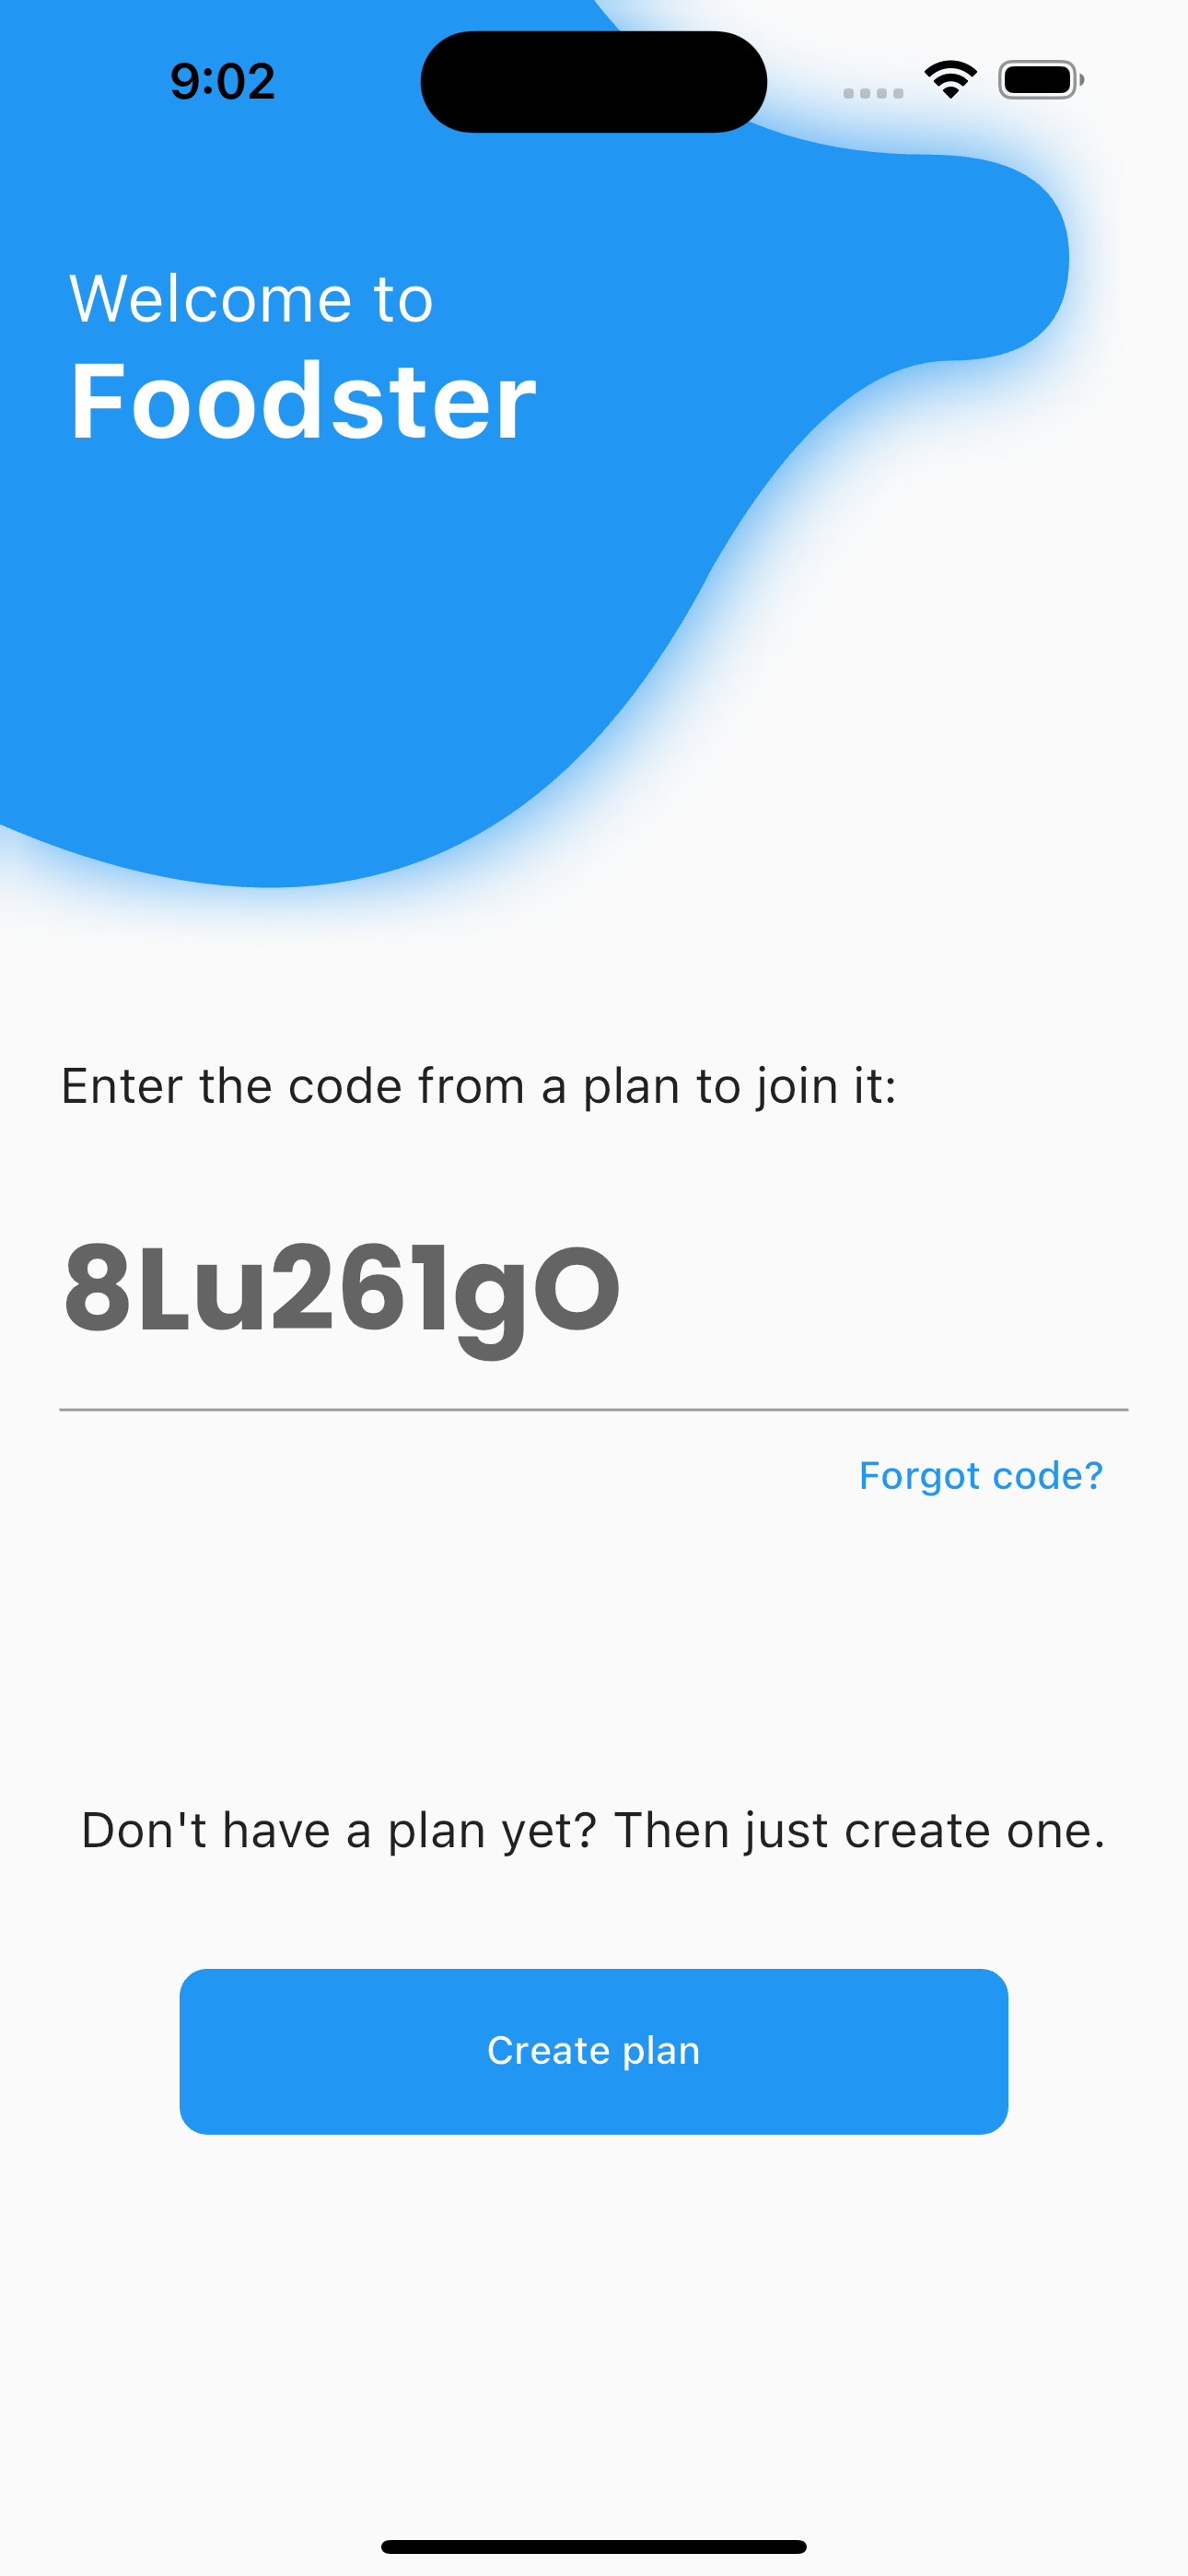 9:02
Welcome to
Foodster
Enter the code from a plan to join it:
8Lu261gO
Forgot code?
Don't have a plan yet? Then just create one.
Create plan